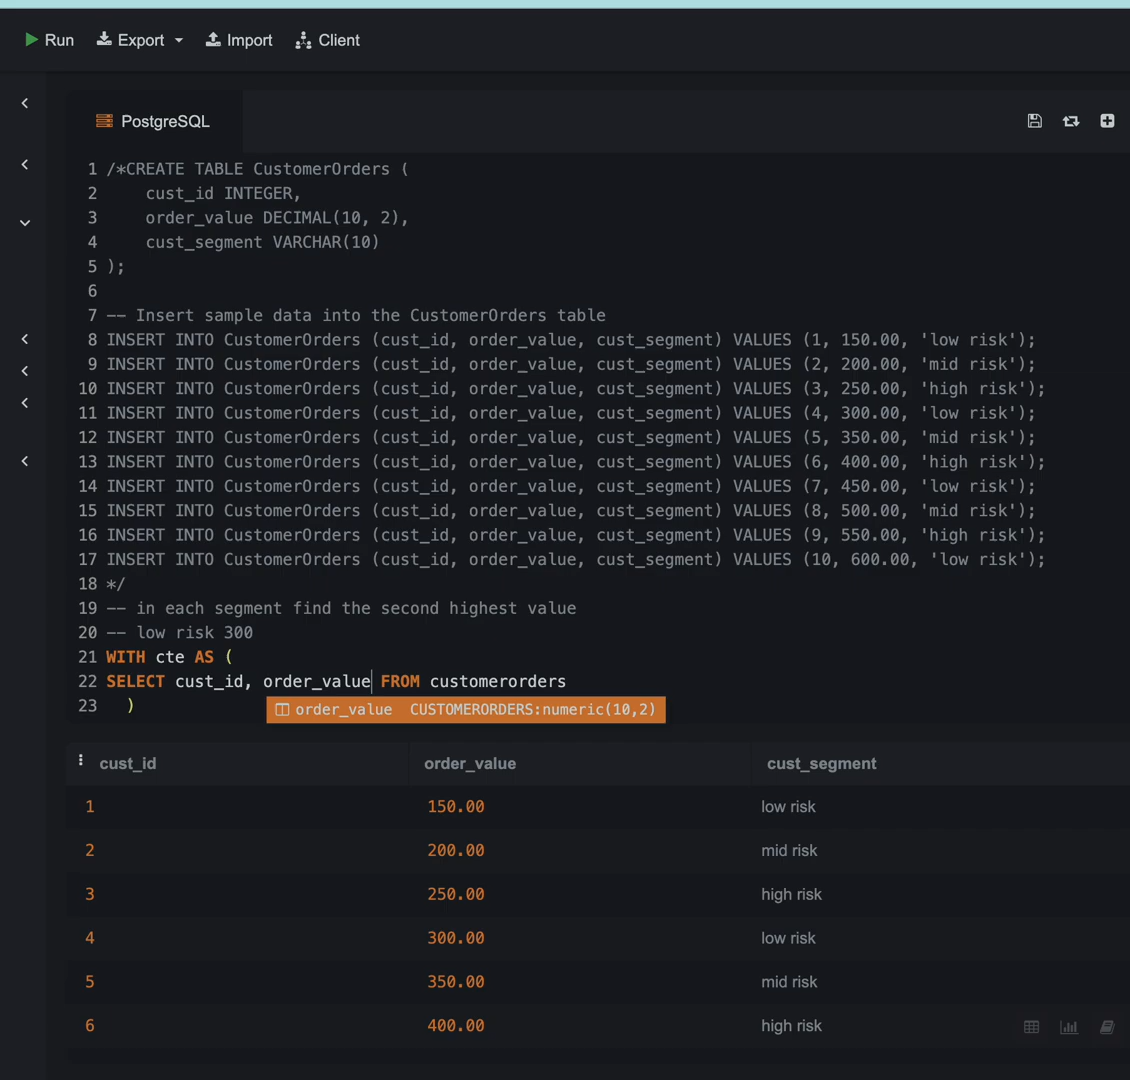 Run Export Import Client
PostgreSQL
1 /*CREATE TABLE CustomerOrders (
2     cust_id INTEGER,
3     order_value DECIMAL(10, 2),
4     cust_segment VARCHAR(10)
5 );
6
7 -- Insert sample data into the CustomerOrders table
8 INSERT INTO CustomerOrders (cust_id, order_value, cust_segment) VALUES (1, 150.00, 'low risk');
9 INSERT INTO CustomerOrders (cust_id, order_value, cust_segment) VALUES (2, 200.00, 'mid risk');
10 INSERT INTO CustomerOrders (cust_id, order_value, cust_segment) VALUES (3, 250.00, 'high risk');
11 INSERT INTO CustomerOrders (cust_id, order_value, cust_segment) VALUES (4, 300.00, 'low risk');
12 INSERT INTO CustomerOrders (cust_id, order_value, cust_segment) VALUES (5, 350.00, 'mid risk');
13 INSERT INTO CustomerOrders (cust_id, order_value, cust_segment) VALUES (6, 400.00, 'high risk');
14 INSERT INTO CustomerOrders (cust_id, order_value, cust_segment) VALUES (7, 450.00, 'low risk');
15 INSERT INTO CustomerOrders (cust_id, order_value, cust_segment) VALUES (8, 500.00, 'mid risk');
16 INSERT INTO CustomerOrders (cust_id, order_value, cust_segment) VALUES (9, 550.00, 'high risk');
17 INSERT INTO CustomerOrders (cust_id, order_value, cust_segment) VALUES (10, 600.00, 'low risk');
18 */
19 -- in each segment find the second highest value
20 -- low risk 300
21 WITH cte AS (
22 SELECT cust_id, order_value FROM customerorders
23   )
order_value CUSTOMERORDERS:numeric(10,2)
cust_id order_value cust_segment
1 150.00 low risk
2 200.00 mid risk
3 250.00 high risk
4 300.00 low risk
5 350.00 mid risk
6 400.00 high risk